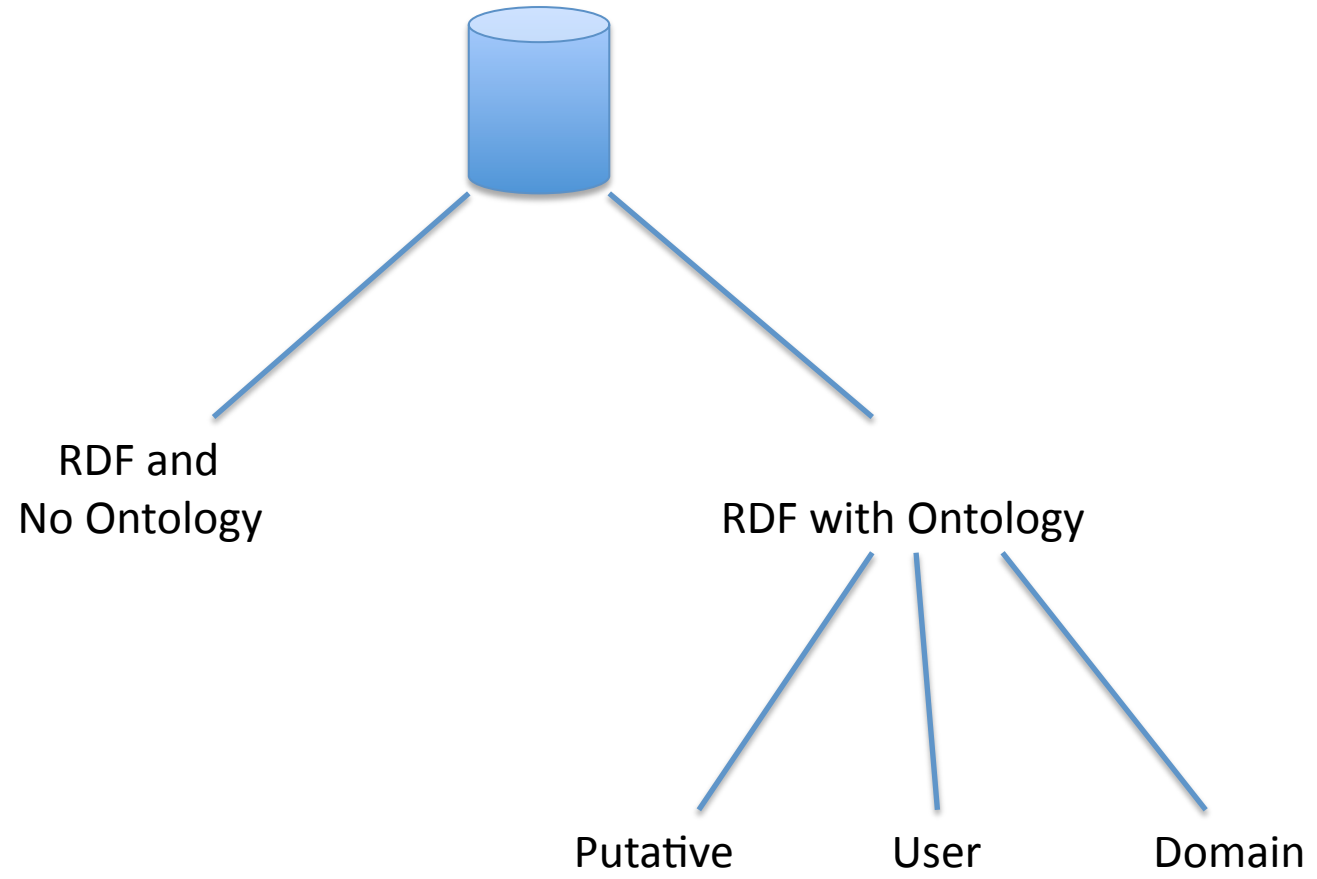 RDF and
No Ontology
RDF with Ontology
Putative
User
Domain